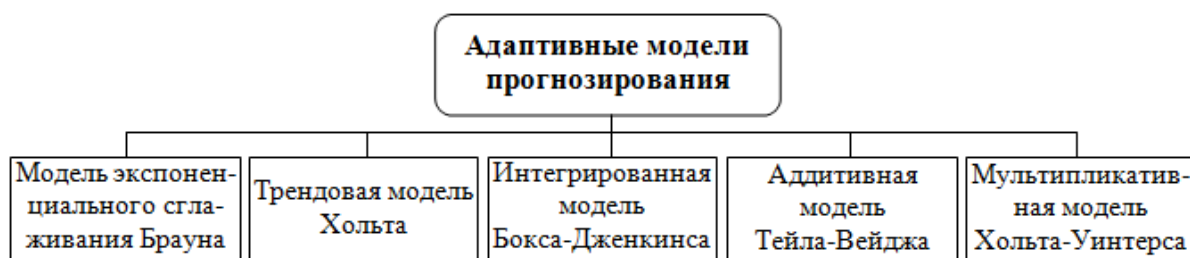 Адаптивные модели
прогнозирования
Модель экспонен-
циального сгла-
живания Брауна
Трендовая модель
Хольта
Интегрированная
модель
Бокса-Дженкинса
Аддитивная
модель
Тейла-Вейджа
Мультипликатив-
ная модель
Хольта-Уинтерса